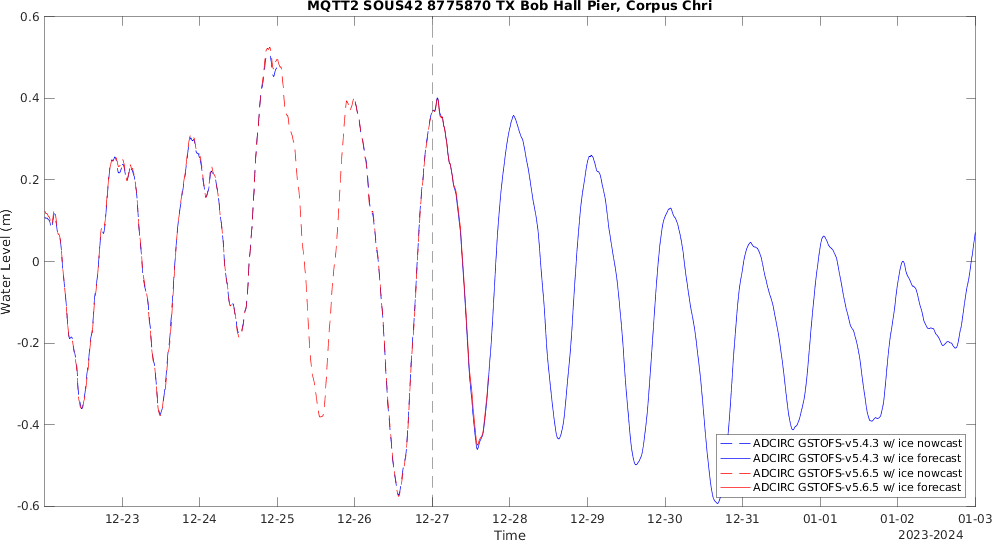 MQTT2 SOUS42 8775870 TX Bob Hall Pier, Corpus Chri
0.6
0.4
0.2
0
-0.2
-0.4
-0.6
Water Level (m)
ADCIRC GSTOFS-v5.4.3 w/ ice nowcast
ADCIRC GSTOFS-v5.4.3 w/ ice forecast
ADCIRC GSTOFS-v5.6.5 w/ ice nowcast
ADCIRC GSTOFS-v5.6.5 w/ ice forecast
12-23 12-24 12-25 12-26 12-27 12-28 12-29 12-30 12-31 01-01 01-02 01-03
Time
2023-2024